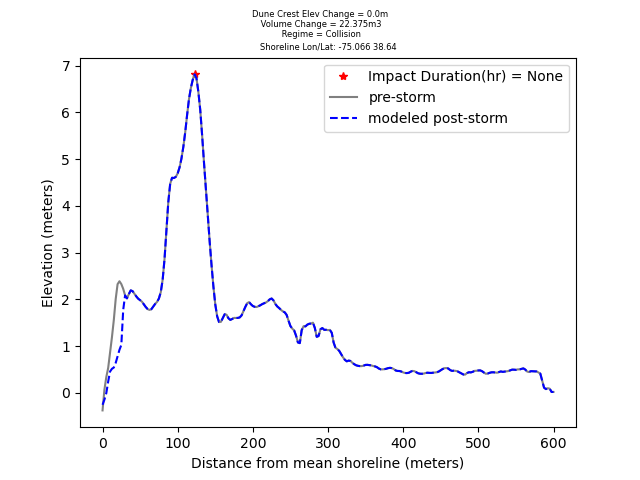 Dune Crest Elev Change = 0.0m
Volume Change = 22.375m3
Regime = Collision
Shoreline Lon/Lat: -75.066 38.64
Impact Duration(hr) = None
pre-storm
modeled post-storm
Elevation (meters)
7
6
5
4
3
2
1
0
0 100 200 300 400 500 600
Distance from mean shoreline (meters)